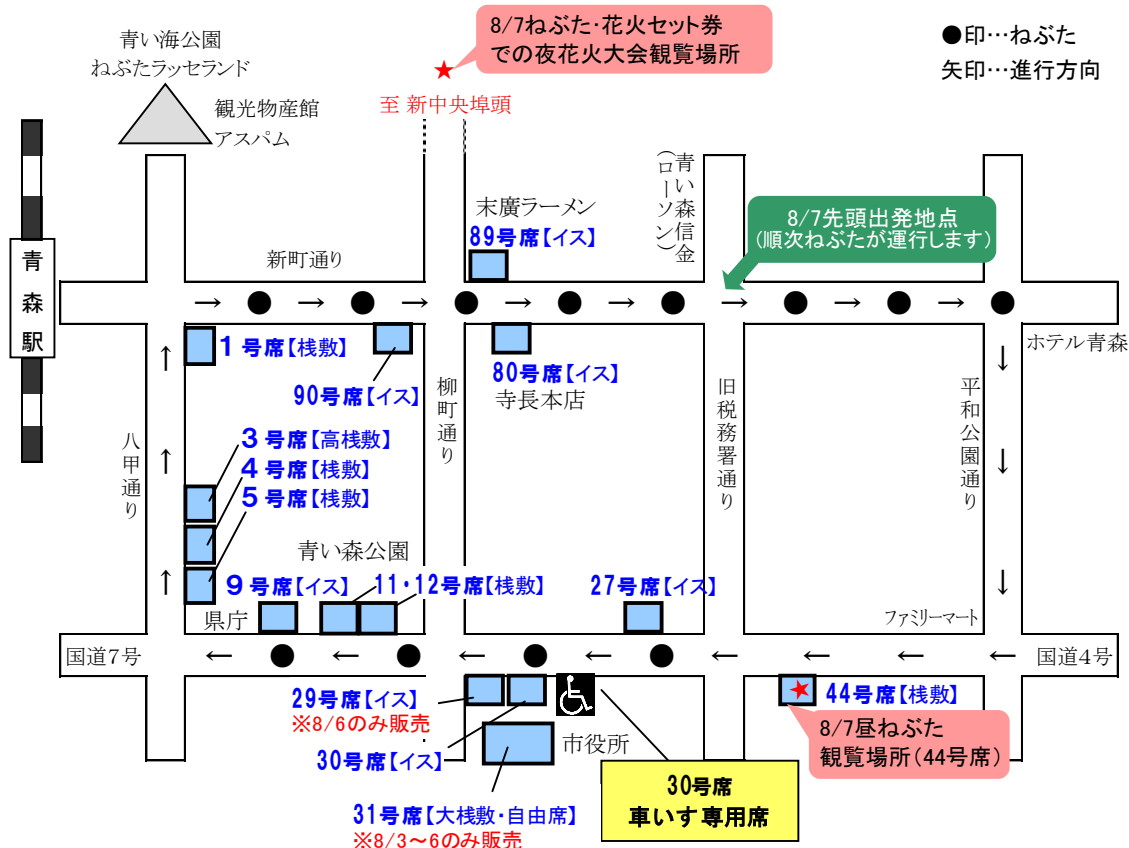 青い海公園
ねぶたラッセランド
観光物産館
アスパム
8/7ねぶた・花火セット券
での夜花火大会観覧場所
至 新中央埠頭
●印…ねぶた
矢印…進行方向
青い森信金
(ローソン)
末廣ラーメン
89号席【イス】
8/7先頭出発地点
(順次ねぶたが運行します)
新町通り
青森駅
ホテル青森
1号席【桟敷】
90号席【イス】
80号席【イス】
寺長本店
柳町通り
旧税務署通り
平和公園通り
八甲通り
3号席【高桟敷】
4号席【桟敷】
5号席【桟敷】
青い森公園
9号席【イス】
11・12号席【桟敷】
27号席【イス】
県庁
ファミリーマート
国道7号
国道4号
29号席【イス】
※8/6のみ販売
30号席【イス】
市役所
44号席【桟敷】
8/7昼ねぶた
観覧場所(44号席)
31号席【大桟敷・自由席】
※8/3～6のみ販売
30号席
車いす専用席